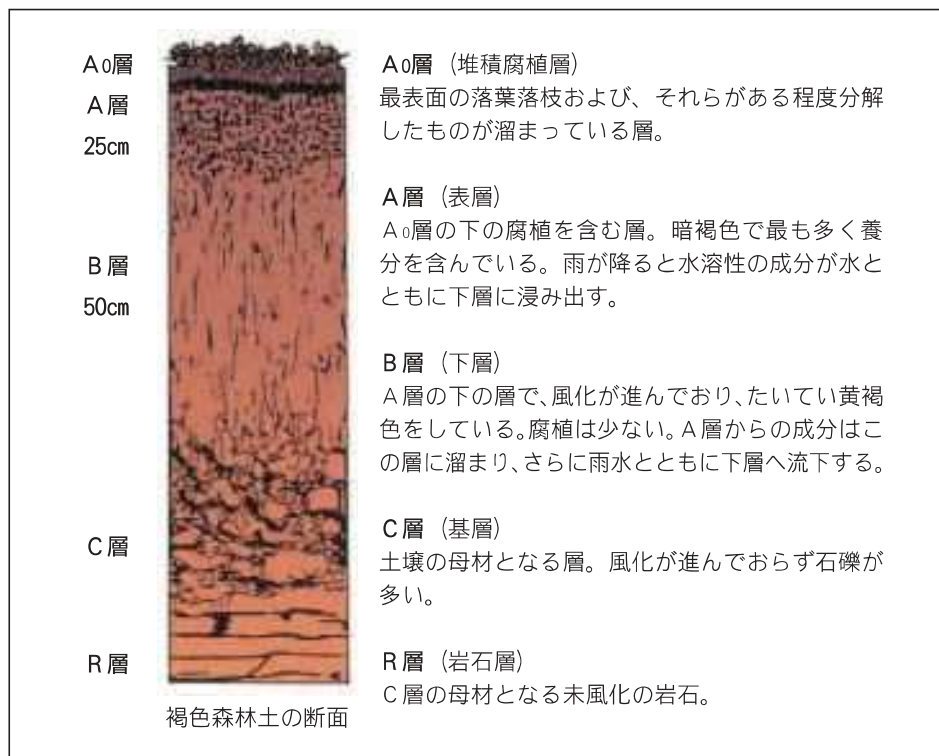 A0層
A層
25cm
B層
50cm
C層
R層
褐色森林土の断面
A0層（堆積腐植層）
最表面の落葉落枝および、それらがある程度分解
したものが溜まっている層。
A層（表層）
A0層の下の腐植を含む層。暗褐色で最も多く養
分を含んでいる。雨が降ると水溶性の成分が水と
ともに下層に浸み出す。
B層（下層）
A層の下の層で、風化が進んでおり、たいてい黄褐
色をしている。腐植は少ない。A層からの成分はこ
の層に溜まり、さらに雨水とともに下層へ流下する。
C層（基層）
土壌の母材となる層。風化が進んでおらず石礫が
多い。
R層（岩石層）
C層の母材となる未風化の岩石。